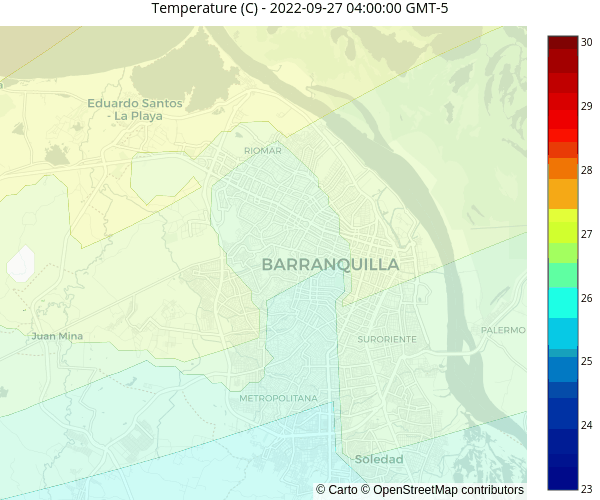 Temperature (C) - 2022-09-27 04:00:00 GMT-5
30
Eduardo Santos
- La Playa
29
RIOMAR
28
27
BARRANQUILLA
26
Juan Mina
SURORIENTE
PALERMO
25
METROPOLITANA
24
Soledad
© Carto © OpenStreetMap contributors
23